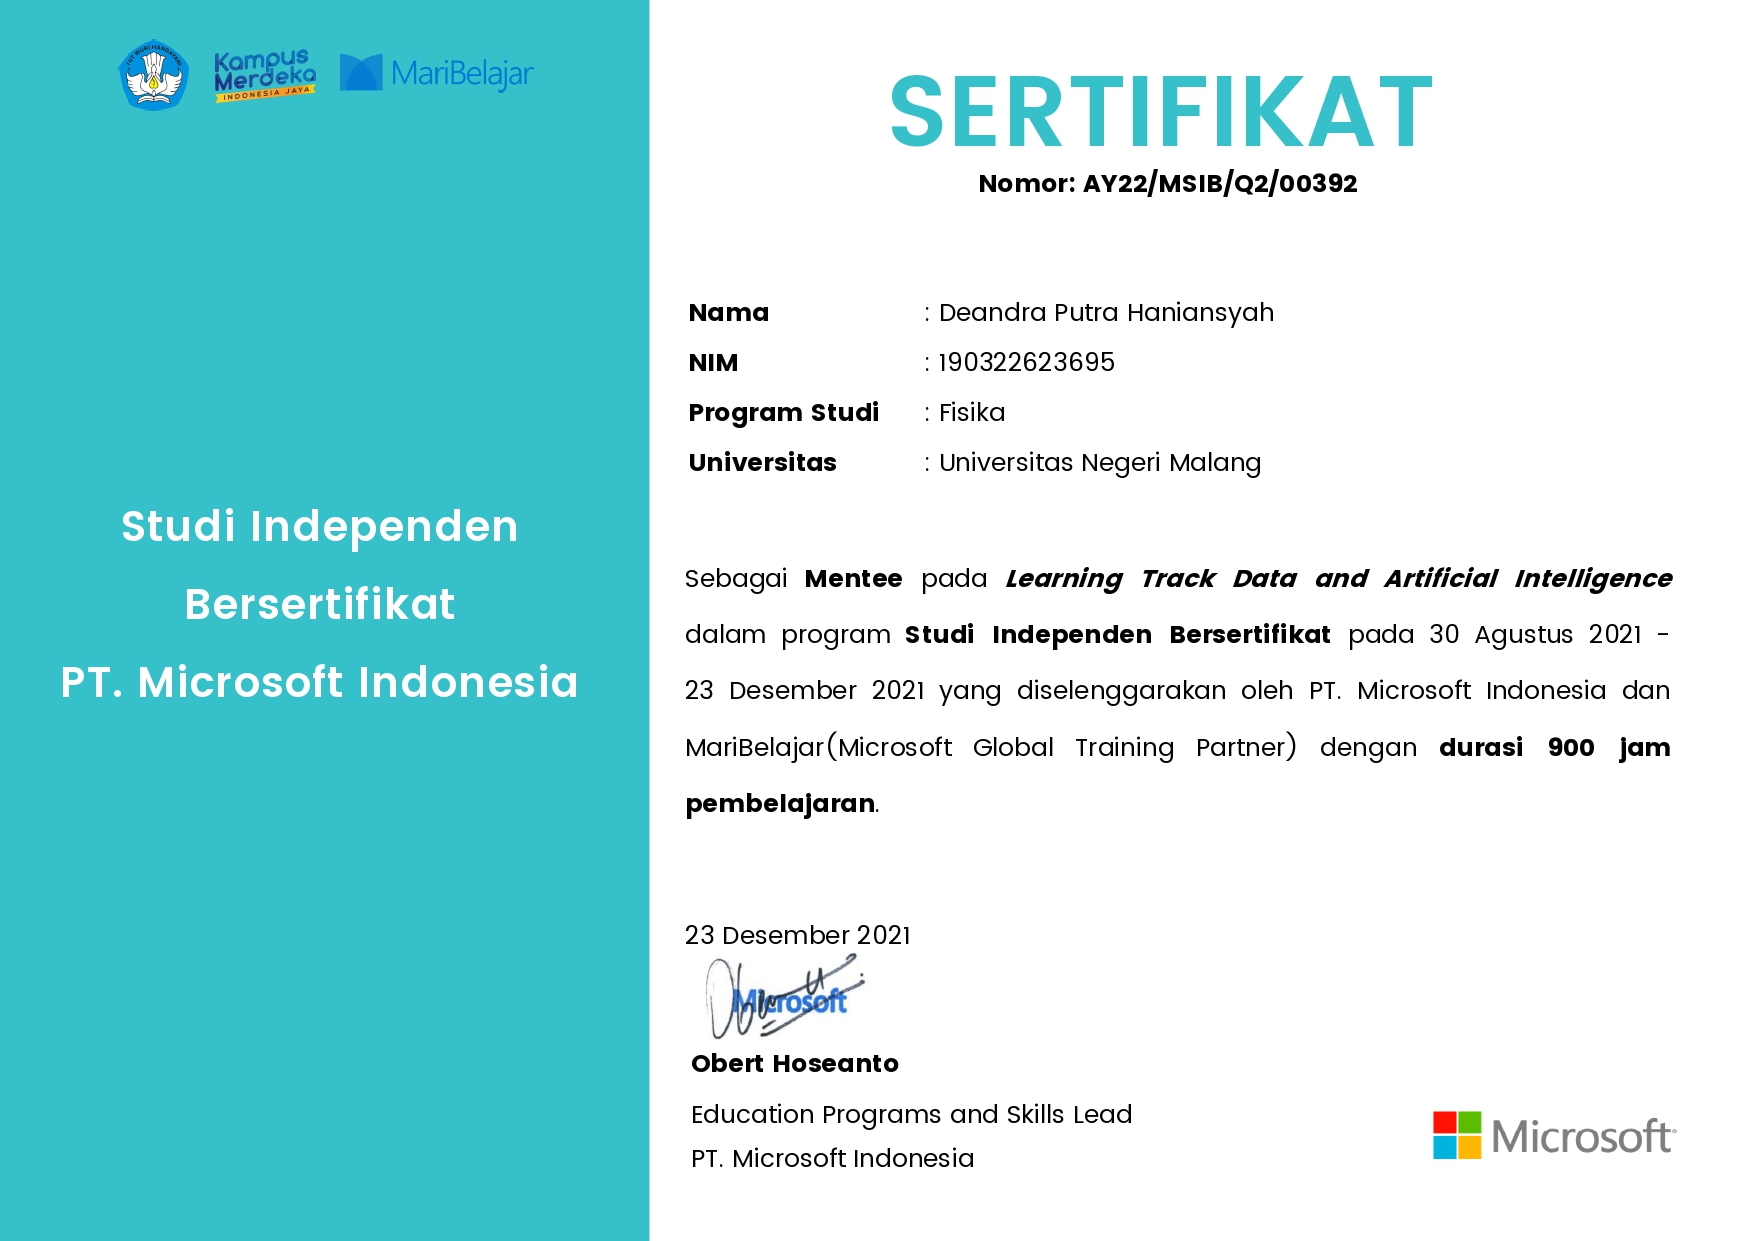 TUT WURI HANDAYANI
Kampus
Merdeka
INDONESIA JAYA
MariBelajar
Studi Independen
Bersertifikat
PT. Microsoft Indonesia
SERTIFIKAT
Nomor: AY22/MSIB/Q2/00392
Nama : Deandra Putra Haniansyah
NIM : 190322623695
Program Studi : Fisika
Universitas : Universitas Negeri Malang
Sebagai Mentee pada Learning Track Data and Artificial Intelligence
dalam program Studi Independen Bersertifikat pada 30 Agustus 2021 -
23 Desember 2021 yang diselenggarakan oleh PT. Microsoft Indonesia dan
MariBelajar(Microsoft Global Training Partner) dengan durasi 900 jam
pembelajaran.
23 Desember 2021
Microsoft
Obert Hoseanto
Education Programs and Skills Lead
PT. Microsoft Indonesia
Microsoft